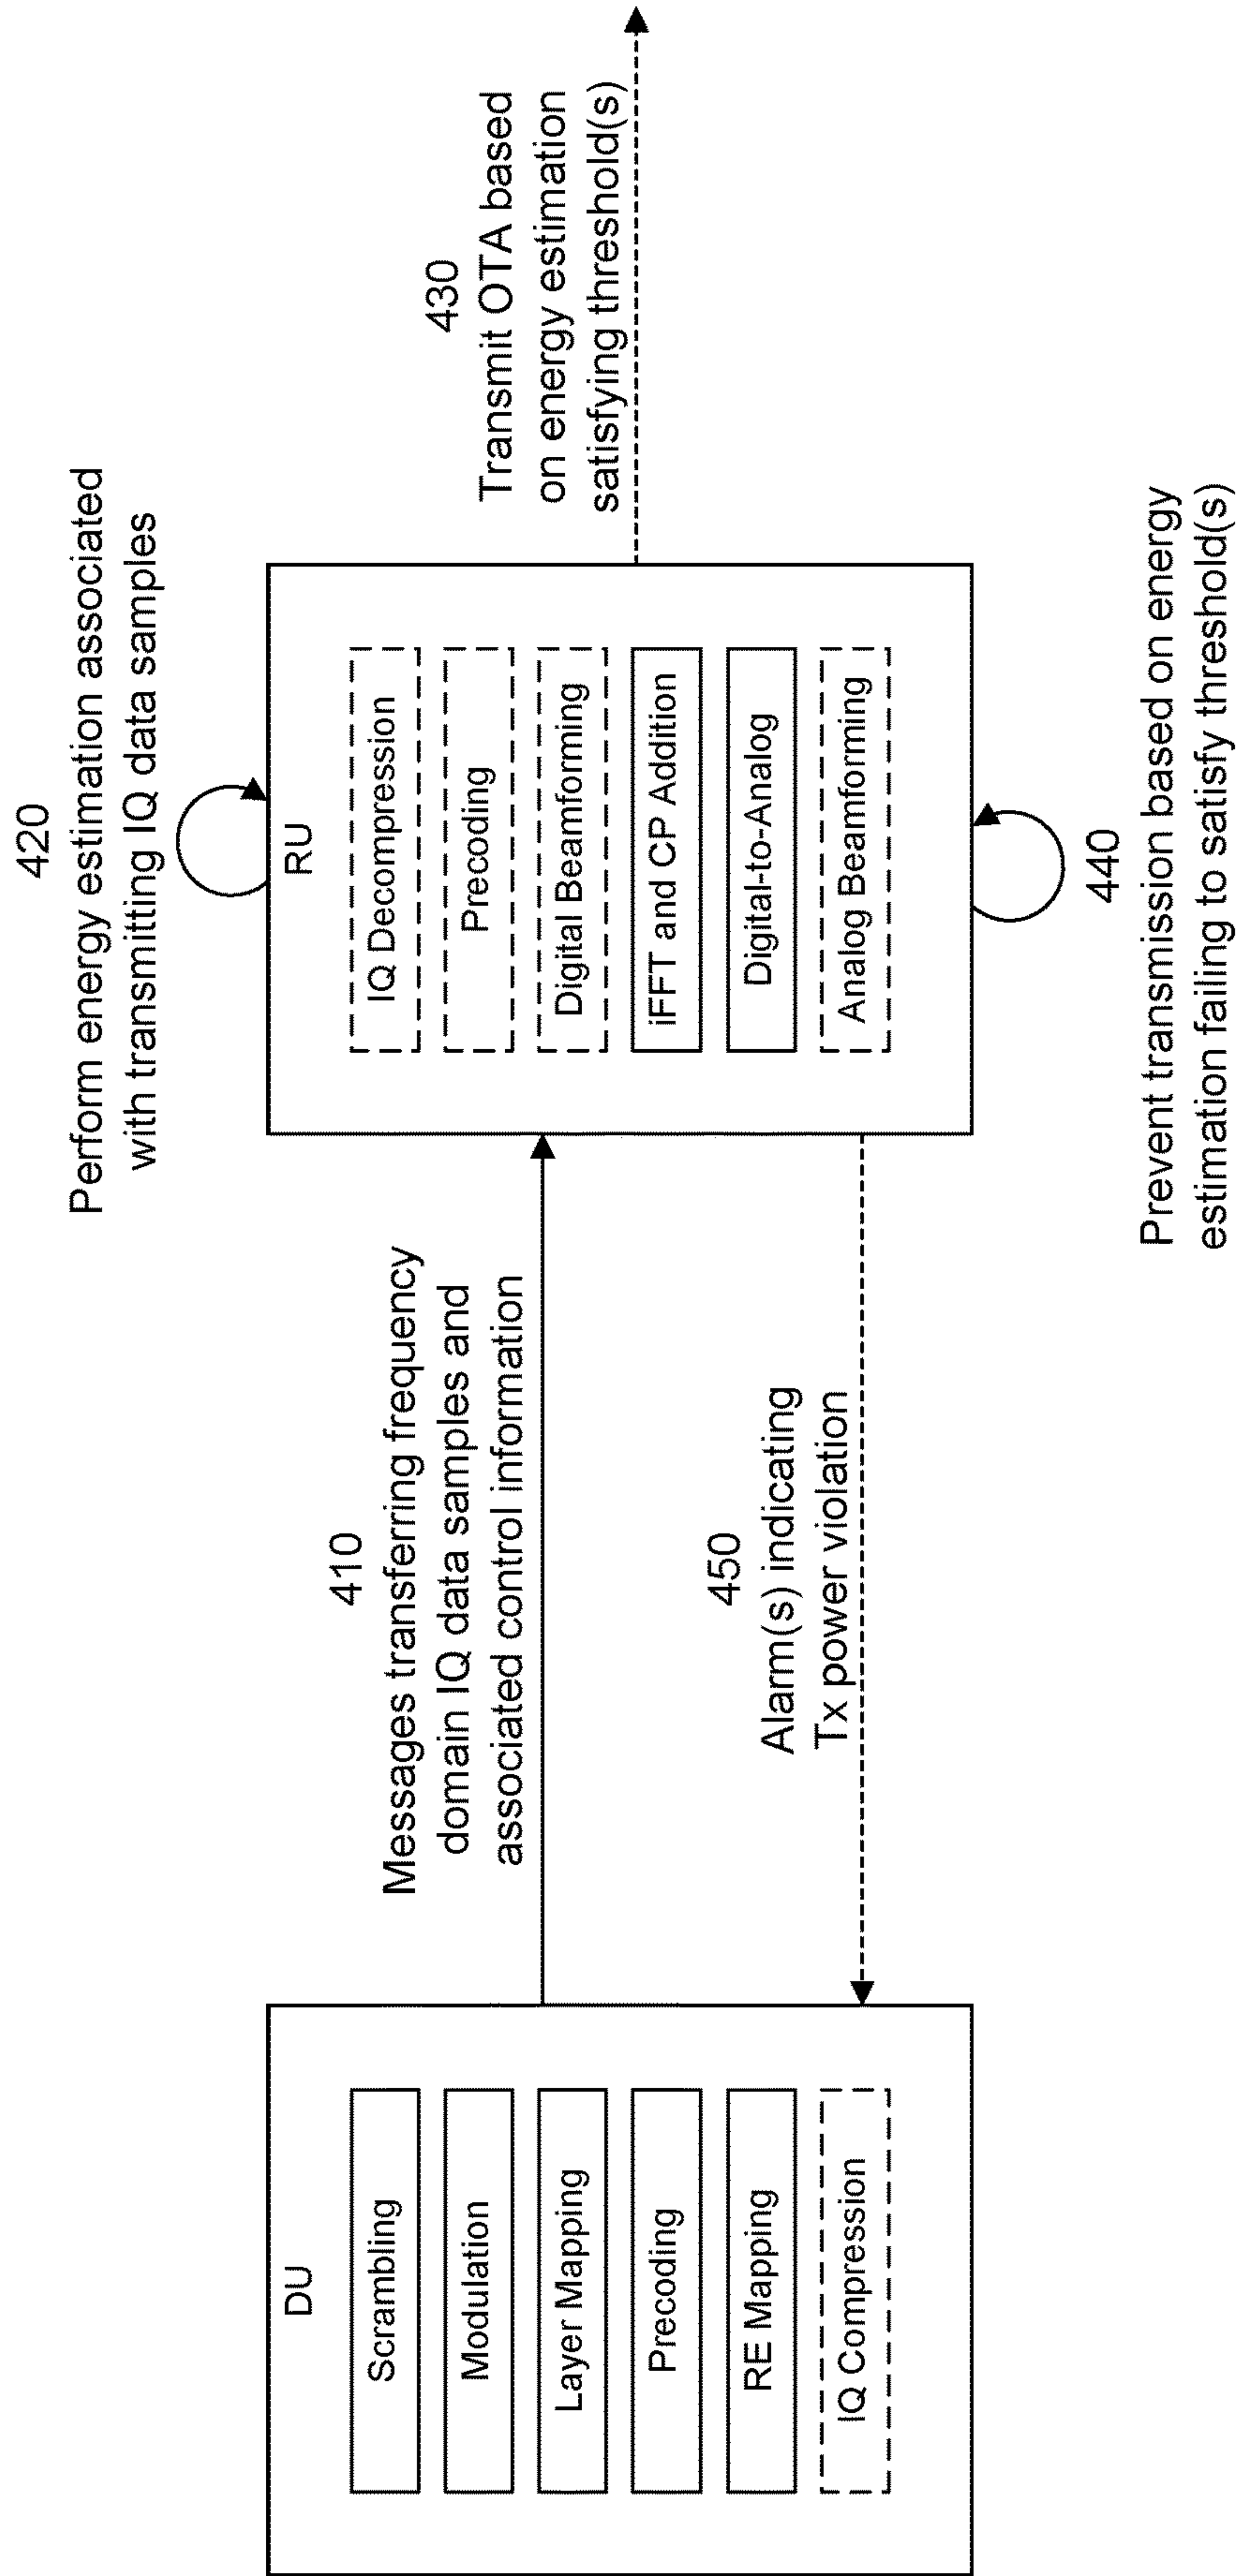 DU
Scrambling
Modulation
Layer Mapping
Precoding
RE Mapping
IQ Compression
410
Messages transferring frequency
domain IQ data samples and
associated control information
450
Alarm(s) indicating
Tx power violation
420
Perform energy estimation associated
with transmitting IQ data samples
RU
IQ Decompression
Precoding
Digital Beamforming
iFFT and CP Addition
Digital-to-Analog
Analog Beamforming
440
Prevent transmission based on energy
estimation failing to satisfy threshold(s)
430
Transmit OTA based
on energy estimation
satisfying threshold(s)